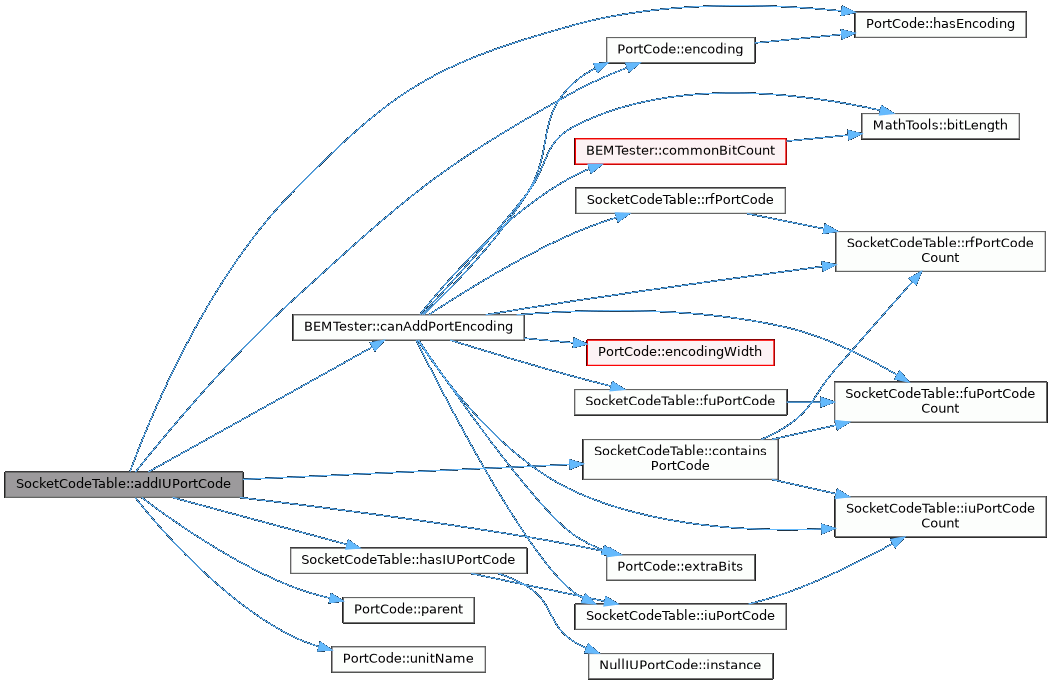 PortCode::hasEncoding
PortCode::encoding
MathTools::bitLength
BEMTester::commonBitCount
SocketCodeTable::rfPortCode
SocketCodeTable::rfPortCode
Count
BEMTester::canAddPortEncoding
PortCode::encodingWidth
SocketCodeTable::fuPortCode
SocketCodeTable::fuPortCode
Count
SocketCodeTable::contains
PortCode
SocketCodeTable::addIUPortCode
SocketCodeTable::iuPortCode
Count
SocketCodeTable::hasIUPortCode
PortCode::extraBits
PortCode::parent
SocketCodeTable::iuPortCode
PortCode::unitName
NullIUPortCode::instance